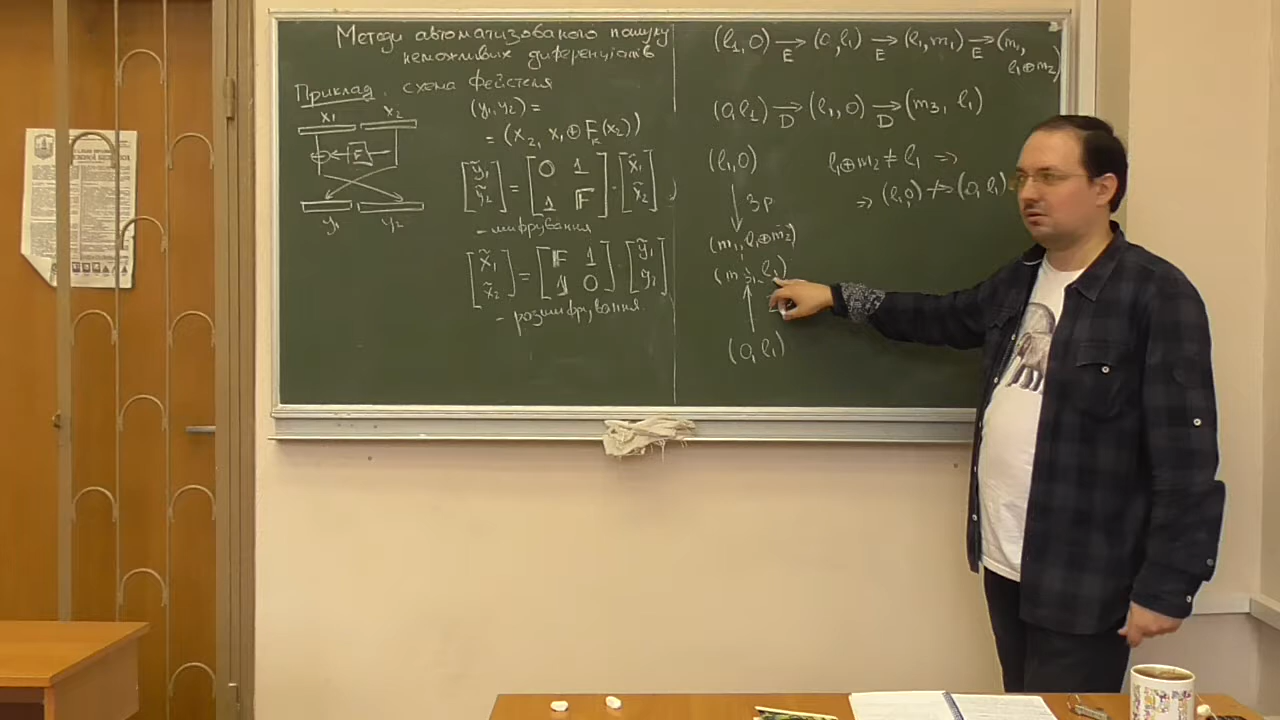 Методи автоматизованого пошуку
неможливих диференціалів
Приклад. схема Фейстеля
x₁ x₂
F
y₁ y₂
(y₁, y₂) =
= (x₂, x₁ ⊕ F_k(x₂))
[ỹ₁ ỹ₂] = [0 1 1 F] · [x̃₁ x̃₂],
- шифрування
[x̃₁ x̃₂] = [F 1 1 0] · [ỹ₁ y₁]
- розшифрування.
(ℓ₁, 0) →E (0, ℓ₁) →E (ℓ₁, m₁) →E (m₁, ℓ₁⊕m₂)
(0, ℓ₁) →D (ℓ₁, 0) →D (m₃, ℓ₁)
(ℓ₁, 0)
↓ 3р
(m₁, ℓ₁⊕m₂)
(m₃, ℓ₁)
↑
(0, ℓ₁)
ℓ₁⊕m₂ ≠ ℓ₁ ⇒
⇒ (ℓ₁, 0) ↛ (0, ℓ₁)